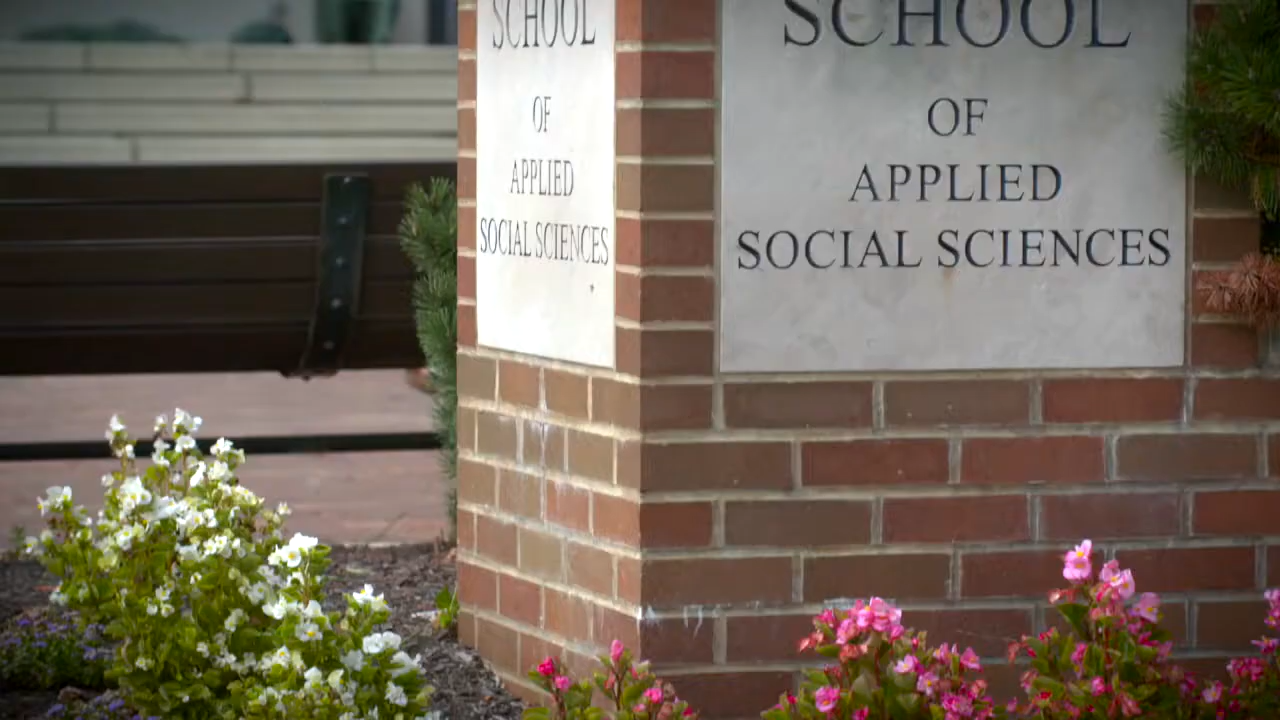 SCHOOL
OF
APPLIED
SOCIAL SCIENCES
SCHOOL
OF
APPLIED
SOCIAL SCIENCES